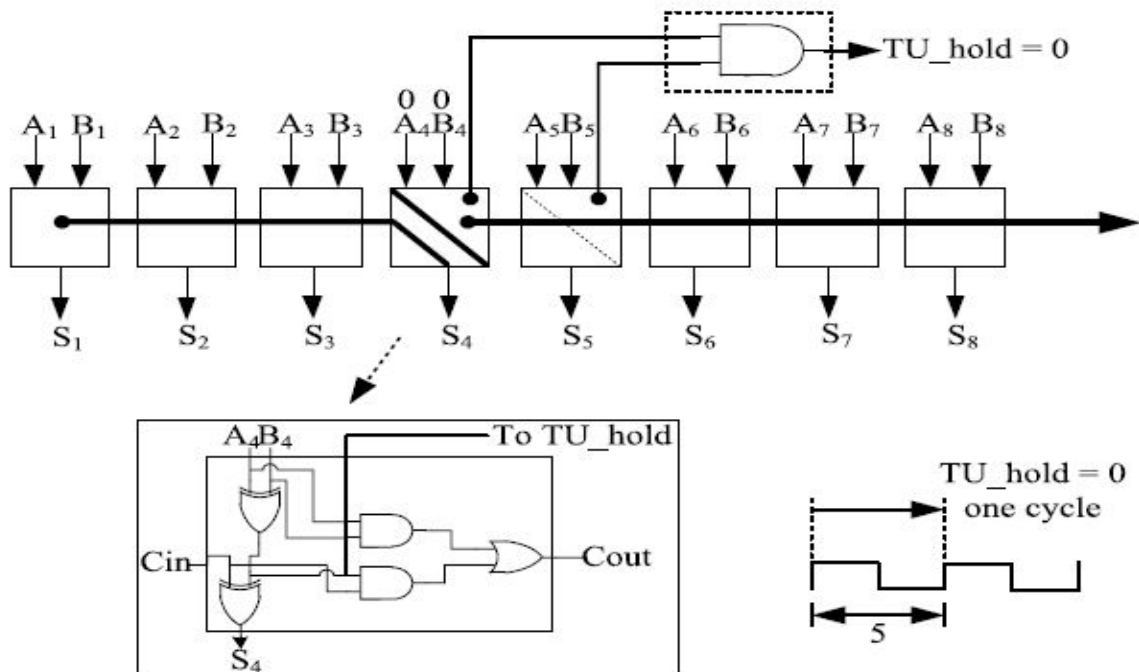 TU_hold = 0
0 0
A₁ B₁ A₂ B₂ A₃ B₃ A₄ B₄ A₅ B₅ A₆ B₆ A₇ B₇ A₈ B₈
S₁ S₂ S₃ S₄ S₅ S₆ S₇ S₈
A₄ B₄
To TU_hold
Cin
Cout
S₄
TU_hold = 0
one cycle
5